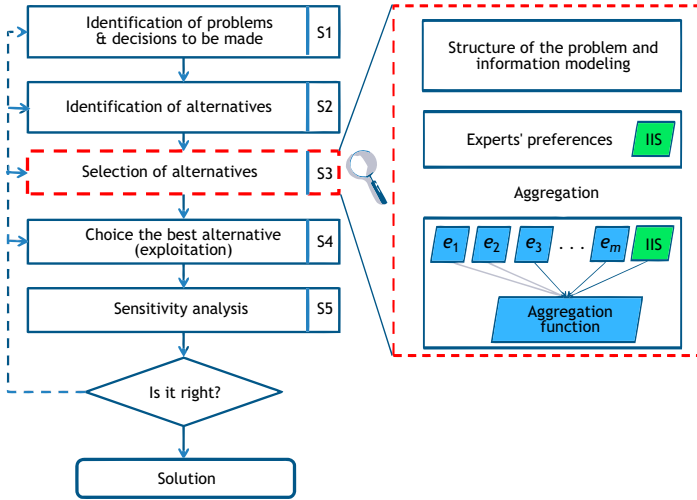 Identification of problems
& decisions to be made
S1
Identification of alternatives
S2
Selection of alternatives
S3
Choice the best alternative
(exploitation)
S4
Sensitivity analysis
S5
Is it right?
Solution
Structure of the problem and
information modeling
Experts' preferences
IIS
Aggregation
e1 e2 e3 . . . em IIS
Aggregation
function